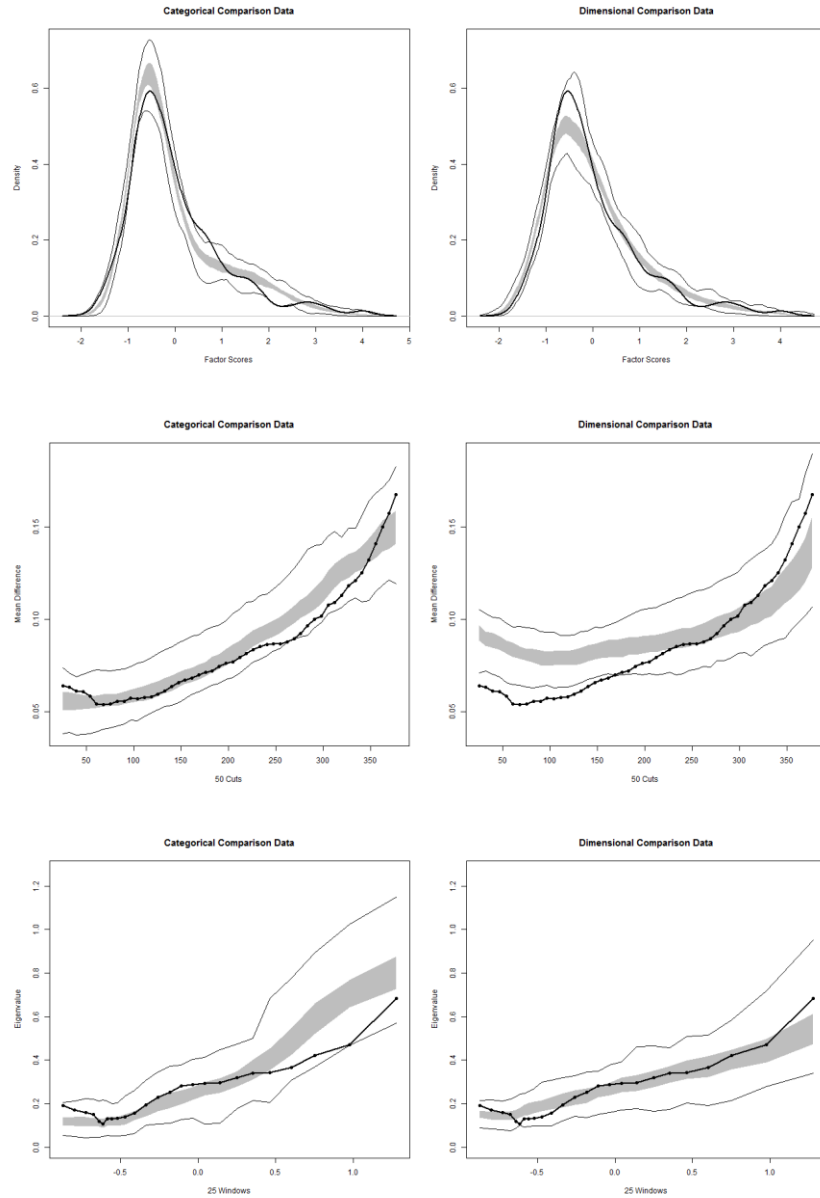 Categorical Comparison Data
Density
0.0 0.2 0.4 0.6
-2 -1 0 1 2 3 4 5
Factor Scores
Dimensional Comparison Data
Density
0.0 0.2 0.4 0.6
-2 -1 0 1 2 3 4
Factor Scores
Categorical Comparison Data
Mean Difference
0.05 0.10 0.15
50 100 150 200 250 300 350
50 Cuts
Dimensional Comparison Data
Mean Difference
0.05 0.10 0.15
50 100 150 200 250 300 350
50 Cuts
Categorical Comparison Data
Eigenvalue
0.0 0.2 0.4 0.6 0.8 1.0 1.2
-0.5 0.0 0.5 1.0
25 Windows
Dimensional Comparison Data
Eigenvalue
0.0 0.2 0.4 0.6 0.8 1.0 1.2
-0.5 0.0 0.5 1.0
25 Windows